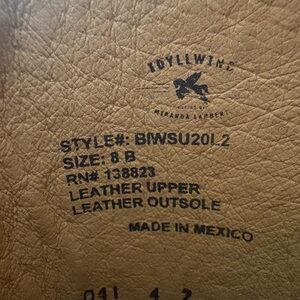 IDYLLWIND
MIRANDA LAMBERT
STYLE#: BIWSU20L2
SIZE: 8 B
RN# 138823
LEATHER UPPER
LEATHER OUTSOLE
MADE IN MEXICO